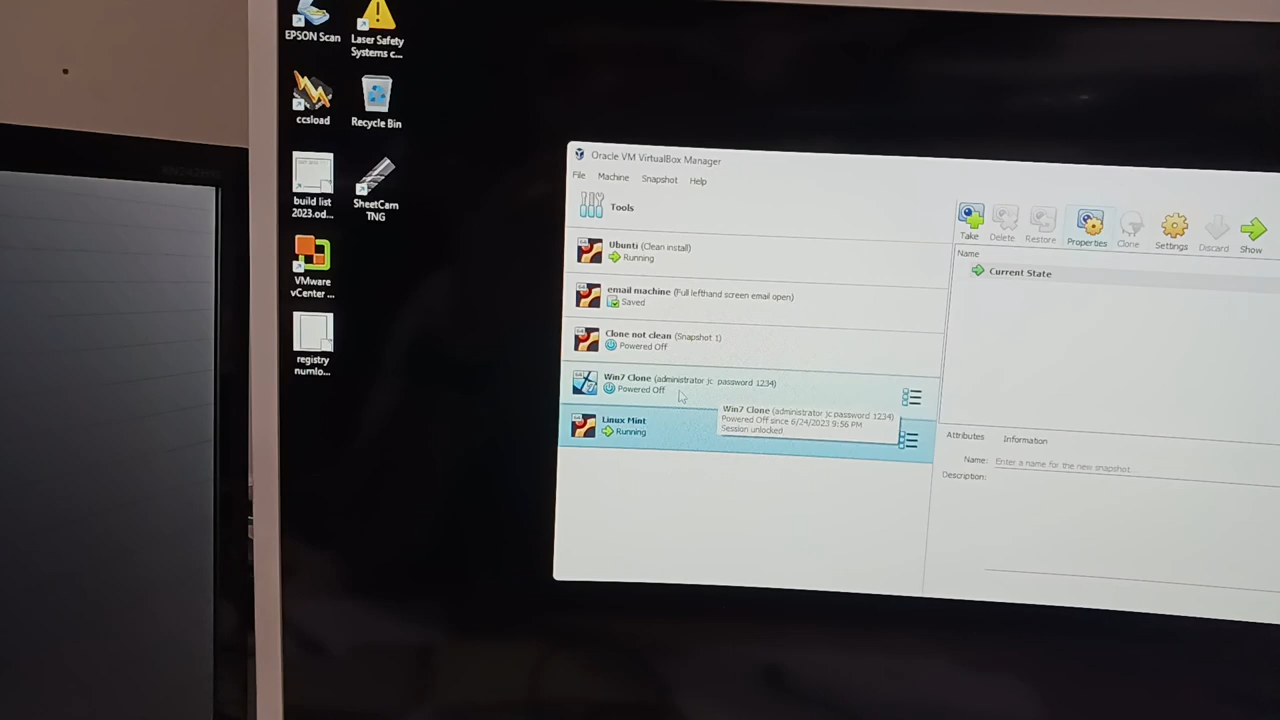 EPSON Scan
Laser Safety
Systems c...
ccsload
Recycle Bin
build list
2023.od...
SheetCam
TNG
VMware
vCenter ...
registry
numlo...
Oracle VM VirtualBox Manager
File Machine Snapshot Help
Tools
Ubunti (Clean install)
Running
email machine (Full lefthand screen email open)
Saved
Clone not clean (Snapshot 1)
Powered Off
Win7 Clone (administrator jc password 1234)
Powered Off
Win7 Clone (administrator jc password 1234)
Powered Off since 6/24/2023 9:56 PM
Session unlocked
Linux Mint
Running
Take Delete Restore Properties Clone Settings Discard Show
Name
Current State
Attributes Information
Name: Enter a name for the new snapshot...
Description: